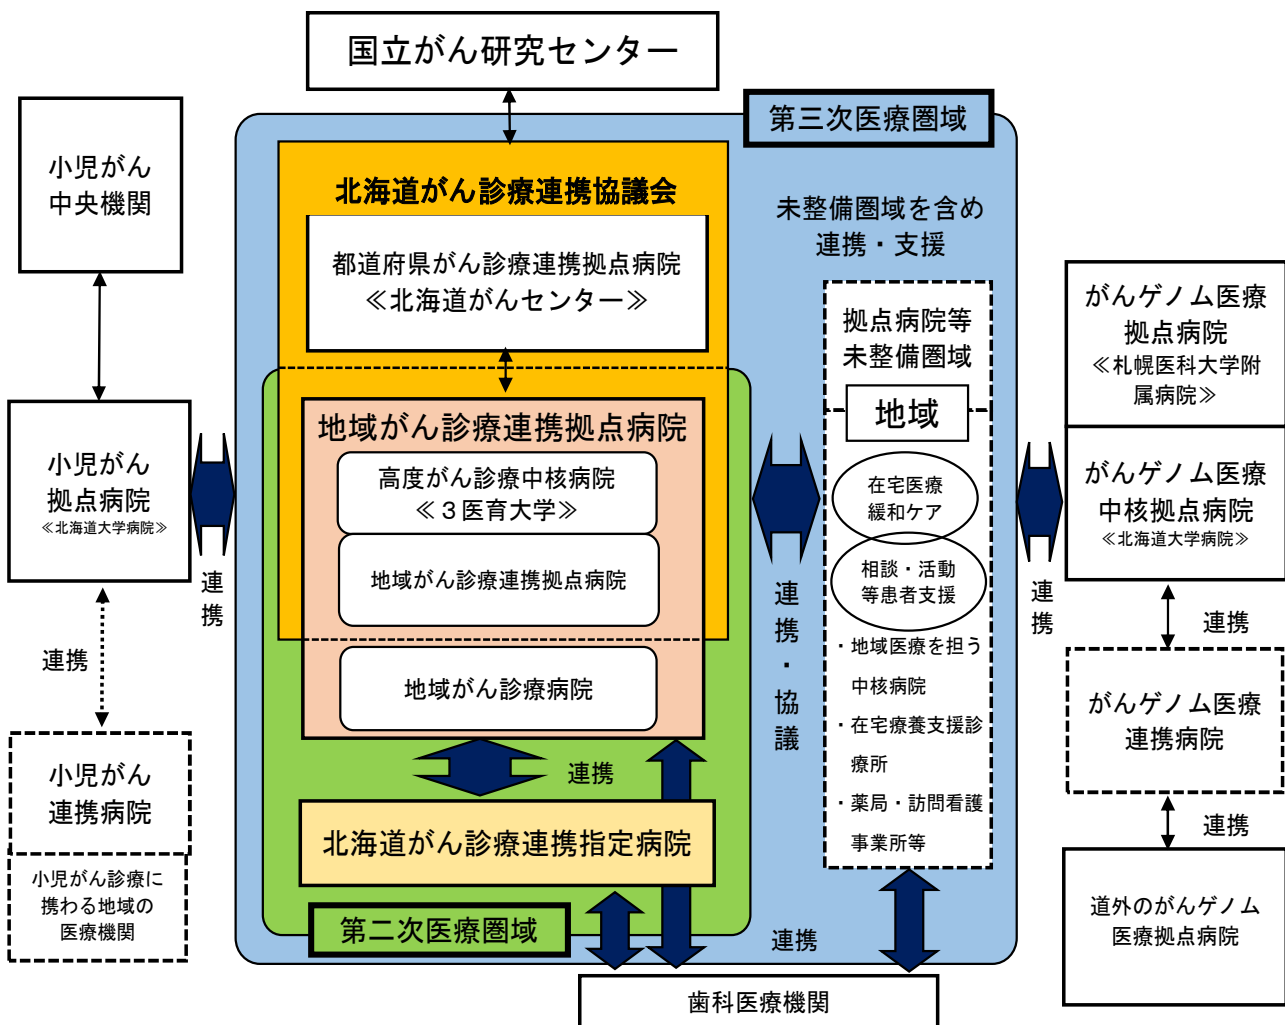 国立がん研究センター
第三次医療圏域
小児がん
中央機関
北海道がん診療連携協議会
都道府県がん診療連携拠点病院
≪北海道がんセンター≫
未整備圏域を含め
連携・支援
拠点病院等
未整備圏域
地域
在宅医療
緩和ケア
相談・活動
等患者支援
・地域医療を担う
中核病院
・在宅療養支援診
療所
・薬局・訪問看護
事業所等
がんゲノム医療
拠点病院
≪札幌医科大学附
属病院≫
がんゲノム医療
中核拠点病院
≪北海道大学病院≫
小児がん
拠点病院
≪北海道大学病院≫
連携
地域がん診療連携拠点病院
高度がん診療中核病院
≪３医育大学≫
地域がん診療連携拠点病院
地域がん診療病院
連携・協議
連携
連携
連携
がんゲノム医療
連携病院
連携
道外のがんゲノム
医療拠点病院
小児がん
連携病院
小児がん診療に
携わる地域の
医療機関
連携
北海道がん診療連携指定病院
第二次医療圏域
連携
歯科医療機関